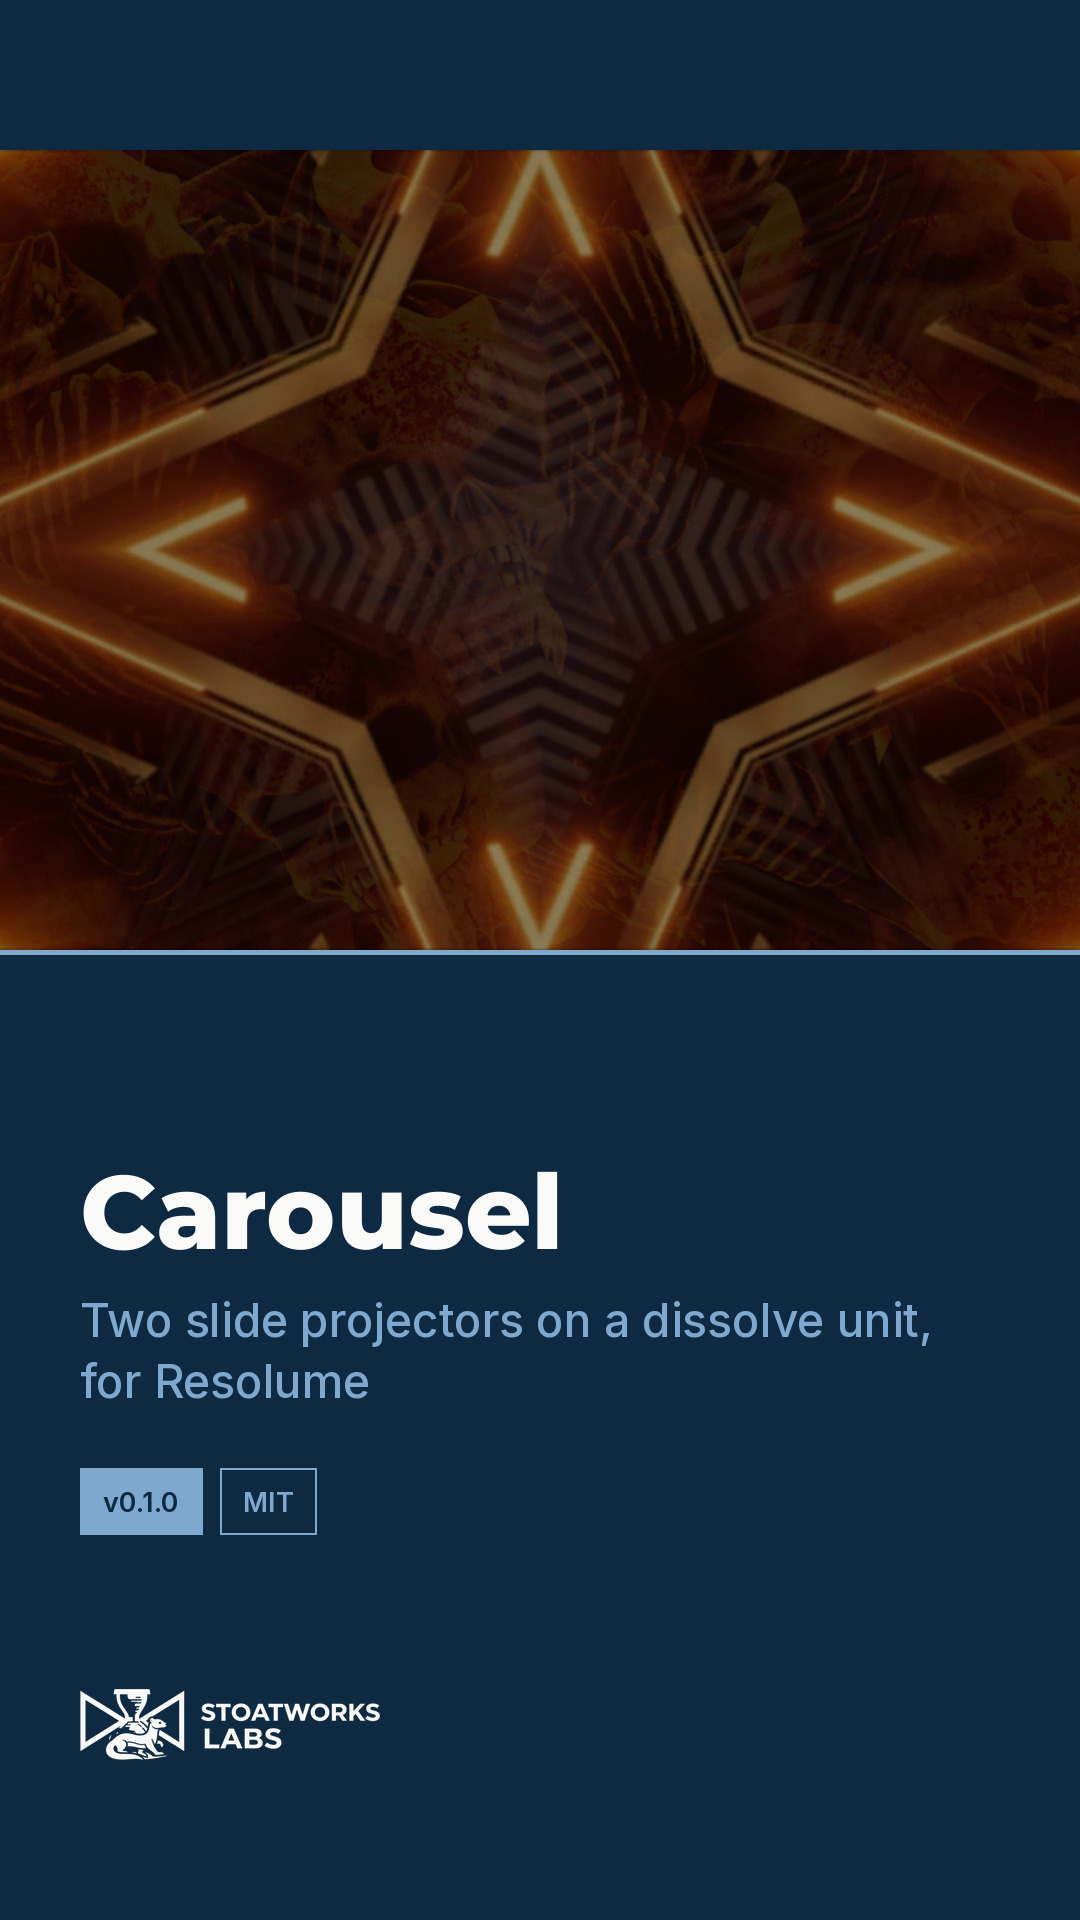 Carousel
Two slide projectors on a dissolve unit,
for Resolume
v0.1.0
MIT
STOATWORKS
LABS